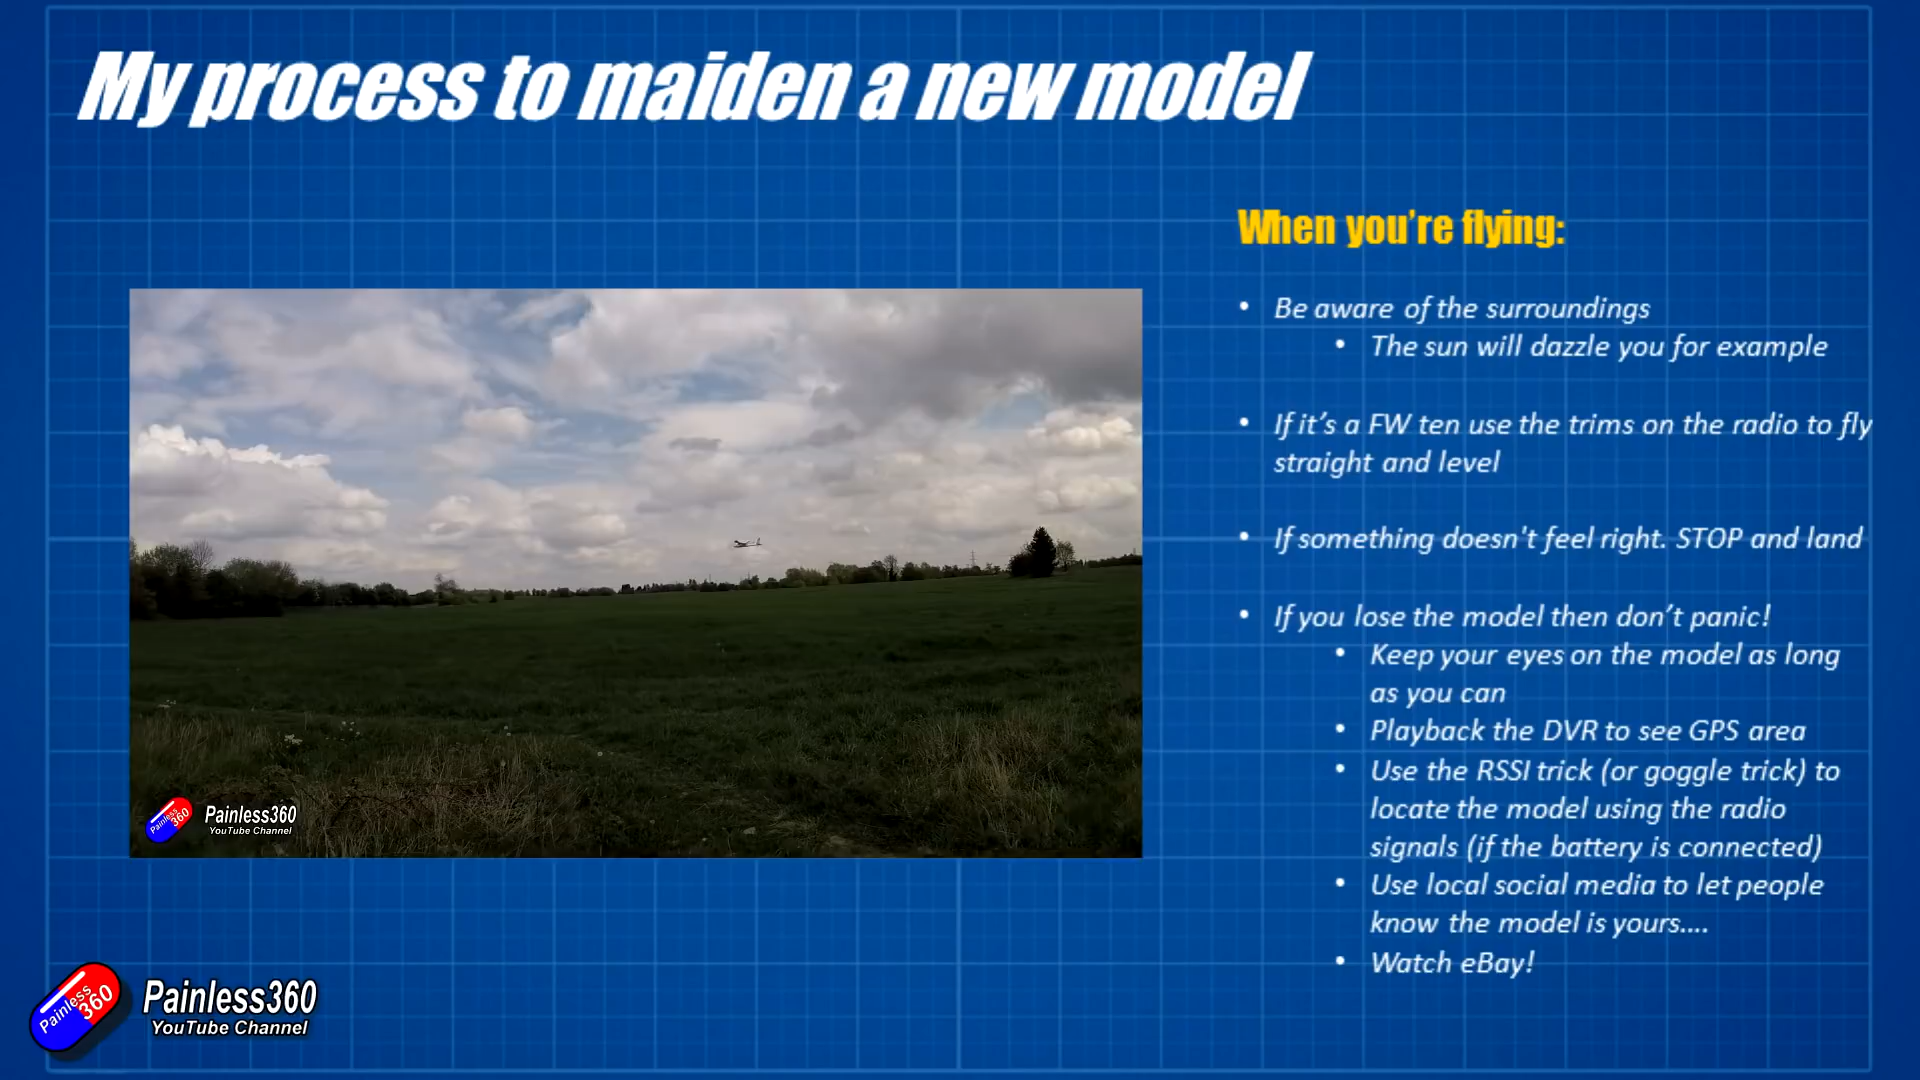 My process to maiden a new model
When you're flying:
• Be aware of the surroundings
• The sun will dazzle you for example
• If it's a FW ten use the trims on the radio to fly
straight and level
• If something doesn't feel right. STOP and land
• If you lose the model then don't panic!
• Keep your eyes on the model as long
as you can
• Playback the DVR to see GPS area
• Use the RSSI trick (or goggle trick) to
locate the model using the radio
signals (if the battery is connected)
• Use local social media to let people
know the model is yours....
• Watch eBay!
Painless
360
Painless360
YouTube Channel
Painless
360
Painless360
YouTube Channel